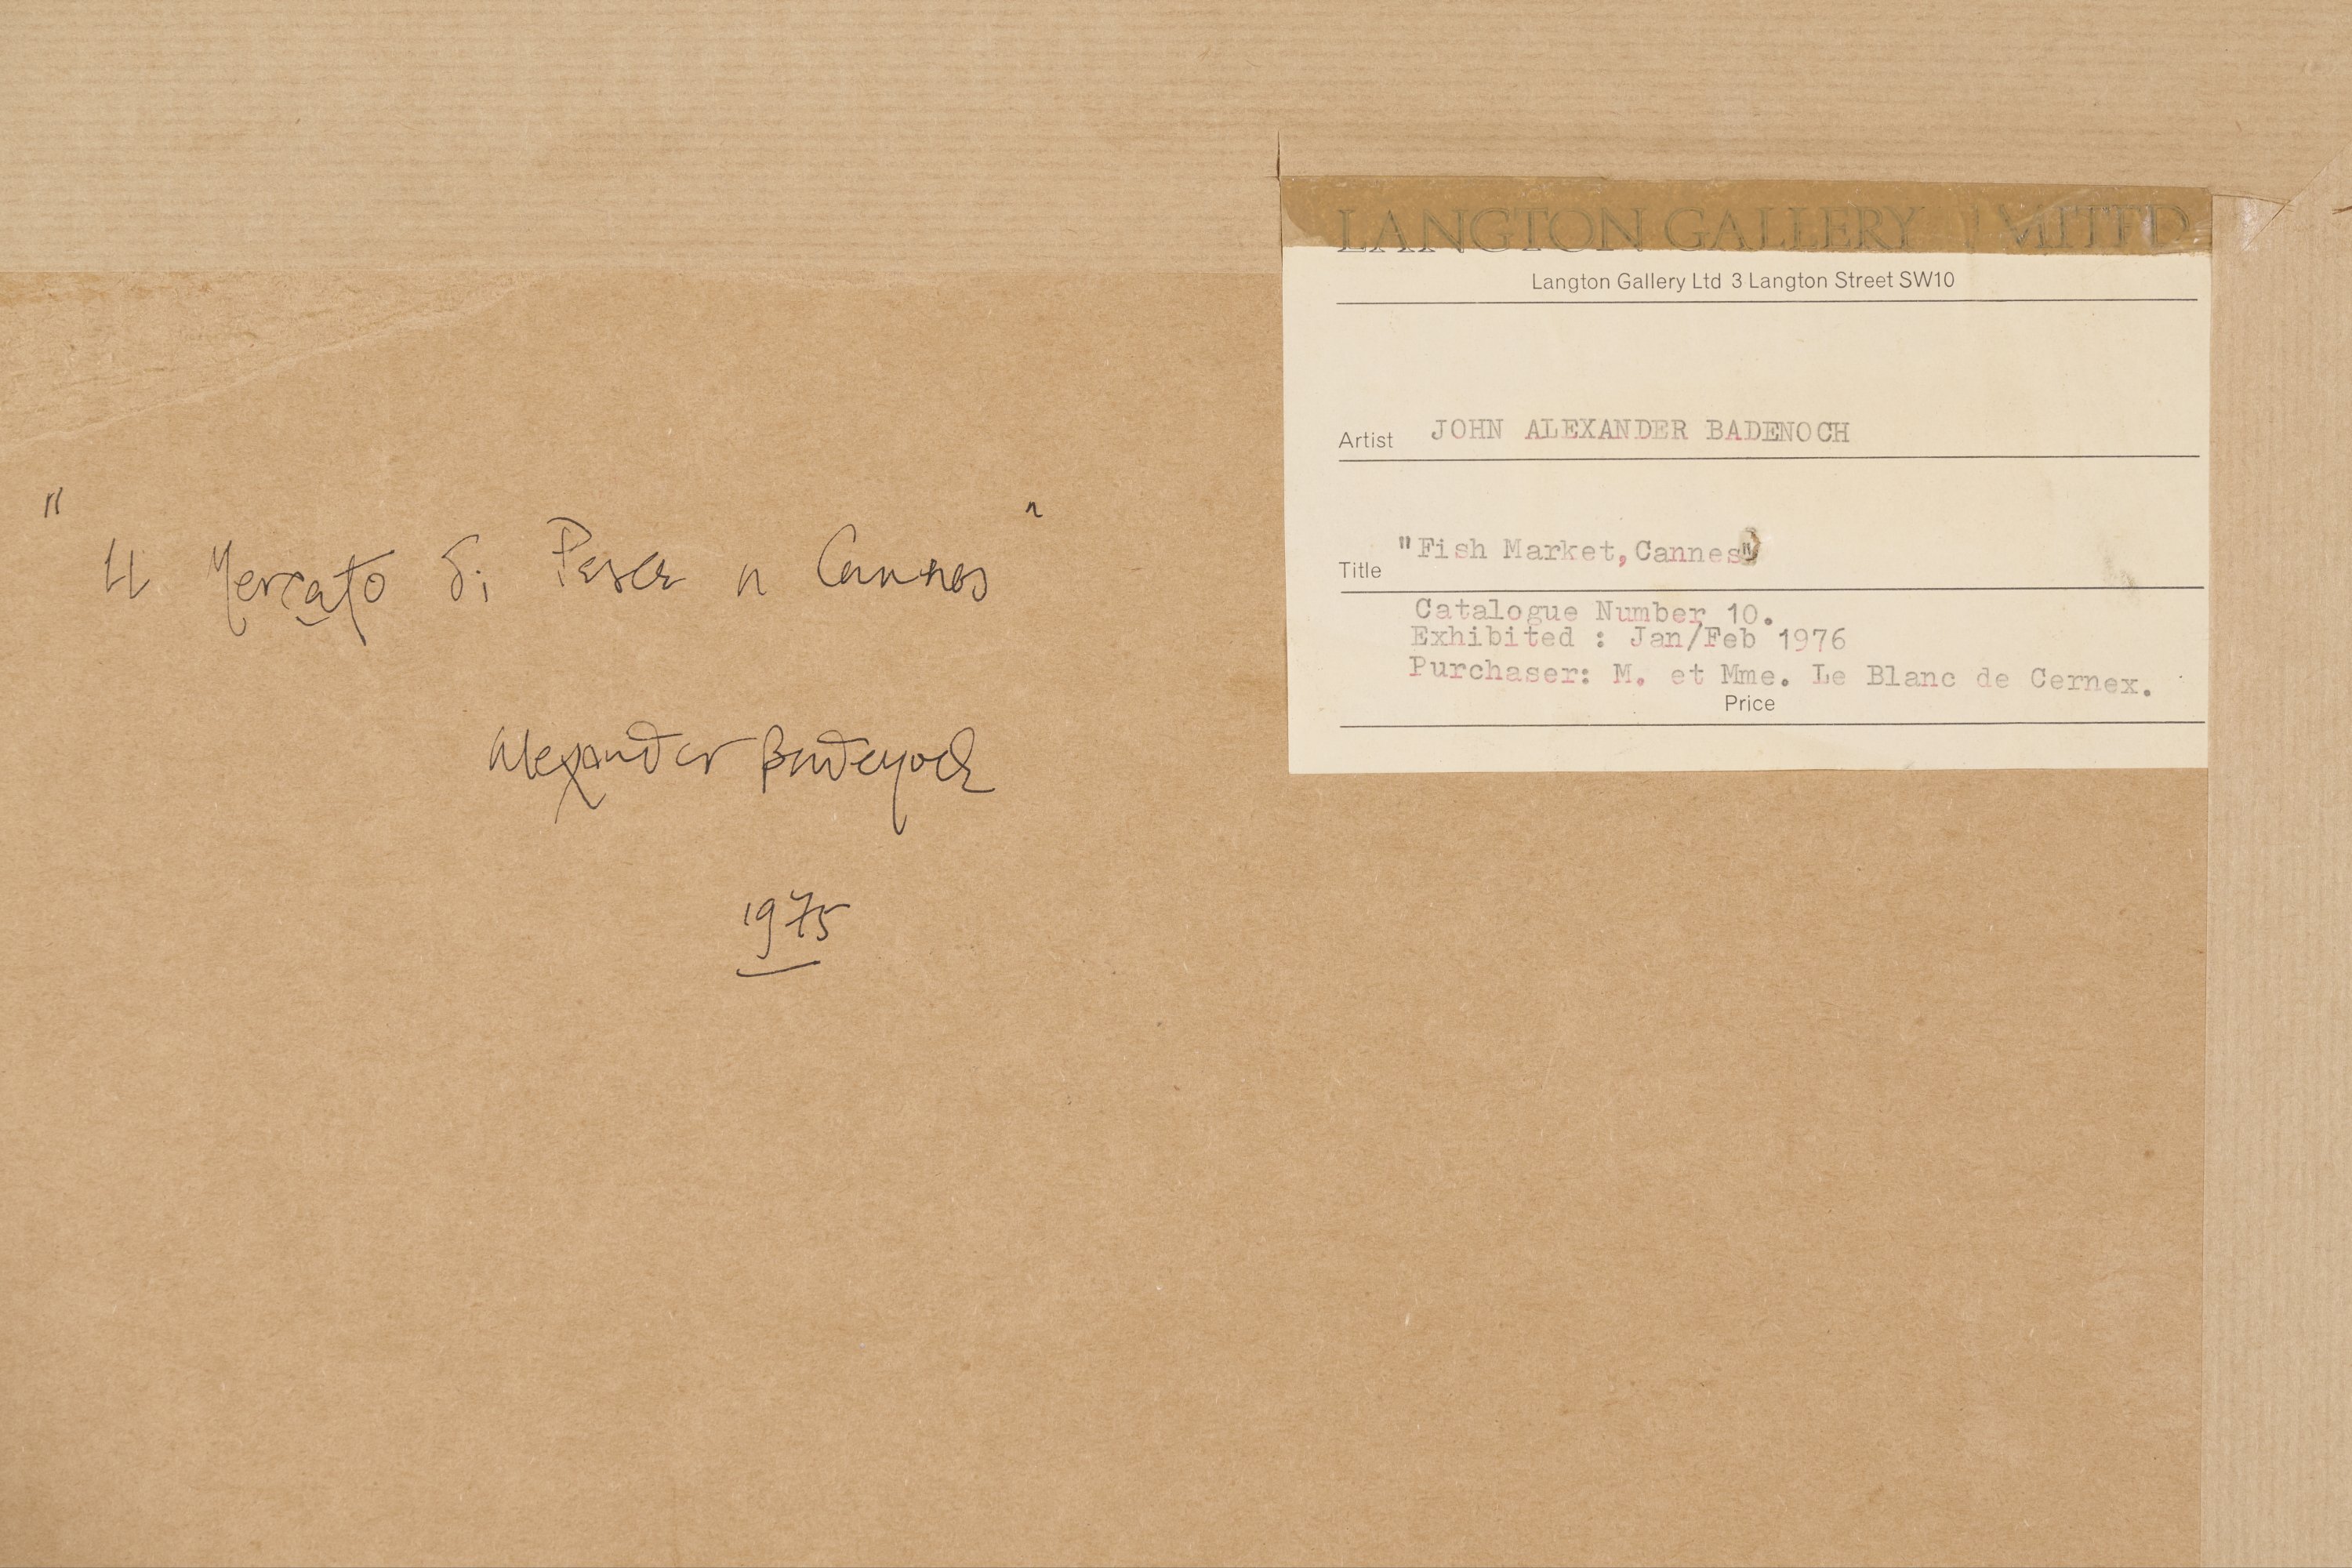 "Il Mercato di Pesce a Cannes"
Alexander Badenoch
1975
LANGTON GALLERY LIMITED
Langton Gallery Ltd 3 Langton Street SW10
Artist JOHN ALEXANDER BADENOCH
Title "Fish Market,Cannes"
Catalogue Number 10.
Exhibited : Jan/Feb 1976
Purchaser: M. et Mme. Le Blanc de Cernex.
Price